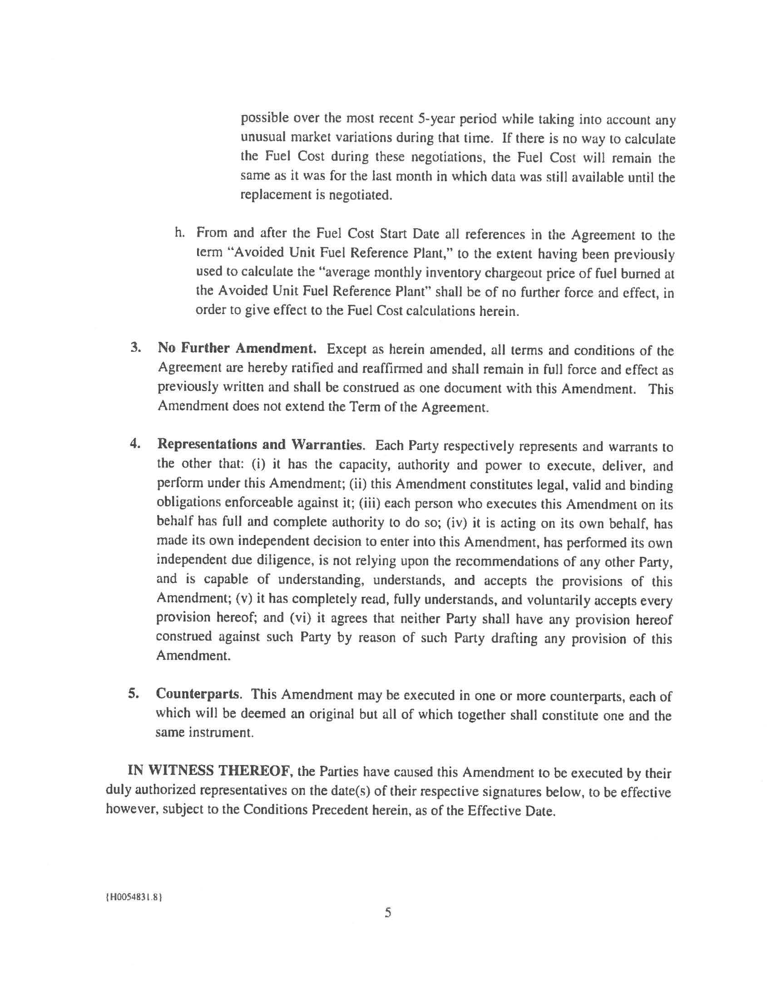 possible over the most recent 5-year period while taking into account any
unusual market variations during that time. If there is no way to calculate
the Fuel Cost during these negotiations, the Fuel Cost will remain the
same as it was for the last month in which data was still available until the
replacement is negotiated.
h. From and after the Fuel Cost Start Date all references in the Agreement to the
term “Avoided Unit Fuel Reference Plant,” to the extent having been previously
used to calculate the “average monthly inventory chargeout price of fuel burned at
the Avoided Unit Fuel Reference Plant” shall be of no further force and effect, in
order to give effect to the Fuel Cost calculations herein.
3. No Further Amendment. Except as herein amended, all terms and conditions of the
Agreement are hereby ratified and reaffirmed and shall remain in full force and effect as
previously written and shall be construed as one document with this Amendment. This
Amendment does not extend the Term of the Agreement.
4. Representations and Warranties. Each Party respectively represents and warrants to
the other that: (i) it has the capacity, authority and power to execute, deliver, and
perform under this Amendment; (ii) this Amendment constitutes legal, valid and binding
obligations enforceable against it; (iii) each person who executes this Amendment on its
behalf has full and complete authority to do so; (iv) it is acting on its own behalf, has
made its own independent decision to enter into this Amendment, has performed its own
independent due diligence, is not relying upon the recommendations of any other Party,
and is capable of understanding, understands, and accepts the provisions of this
Amendment; (v) it has completely read, fully understands, and voluntarily accepts every
provision hereof; and (vi) it agrees that neither Party shall have any provision hereof
construed against such Party by reason of such Party drafting any provision of this
Amendment.
5. Counterparts. This Amendment may be executed in one or more counterparts, each of
which will be deemed an original but all of which together shall constitute one and the
same instrument.
IN WITNESS THEREOF, the Parties have caused this Amendment to be executed by their
duly authorized representatives on the date(s) of their respective signatures below, to be effective
however, subject to the Conditions Precedent herein, as of the Effective Date.
{H0054831.8}
5